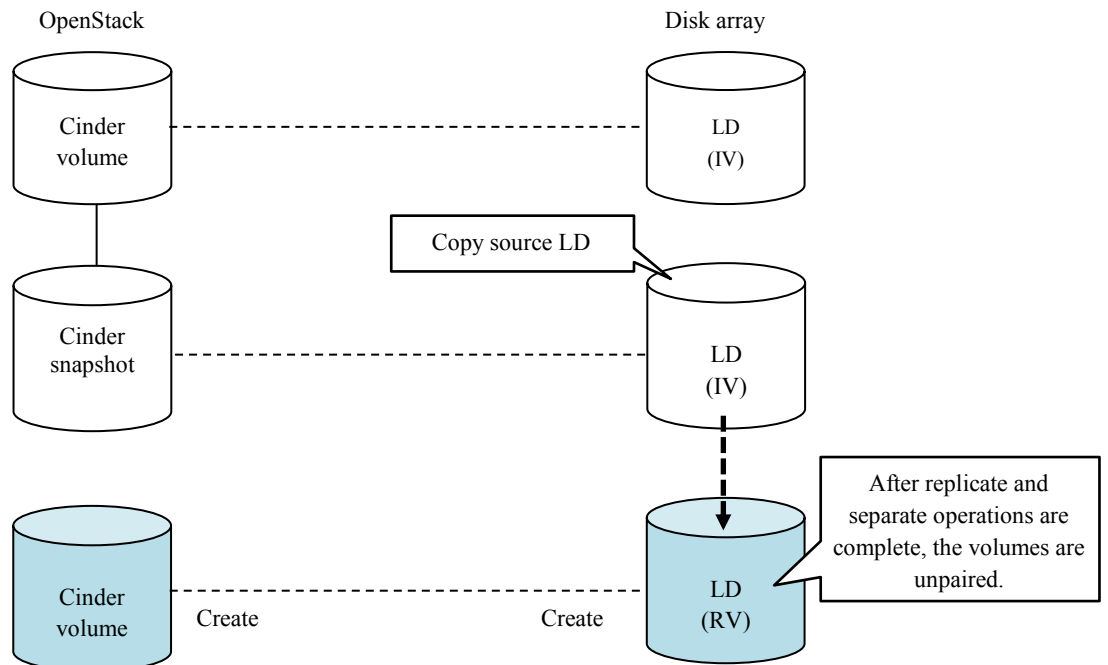 OpenStack
Disk array
Cinder
volume
LD
(IV)
Copy source LD
Cinder
snapshot
LD
(IV)
After replicate and
separate operations are
complete, the volumes are
unpaired.
Cinder
volume
Create
Create
LD
(RV)